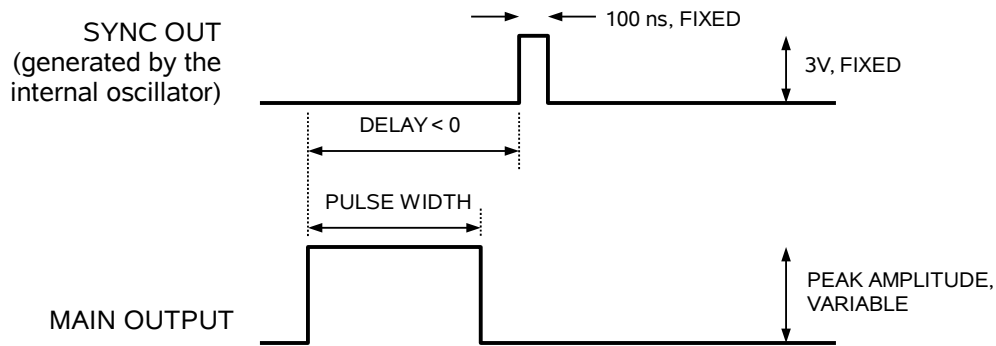 100 ns, FIXED
SYNC OUT
(generated by the
internal oscillator)
3V, FIXED
DELAY < 0
PULSE WIDTH
PEAK AMPLITUDE,
VARIABLE
MAIN OUTPUT